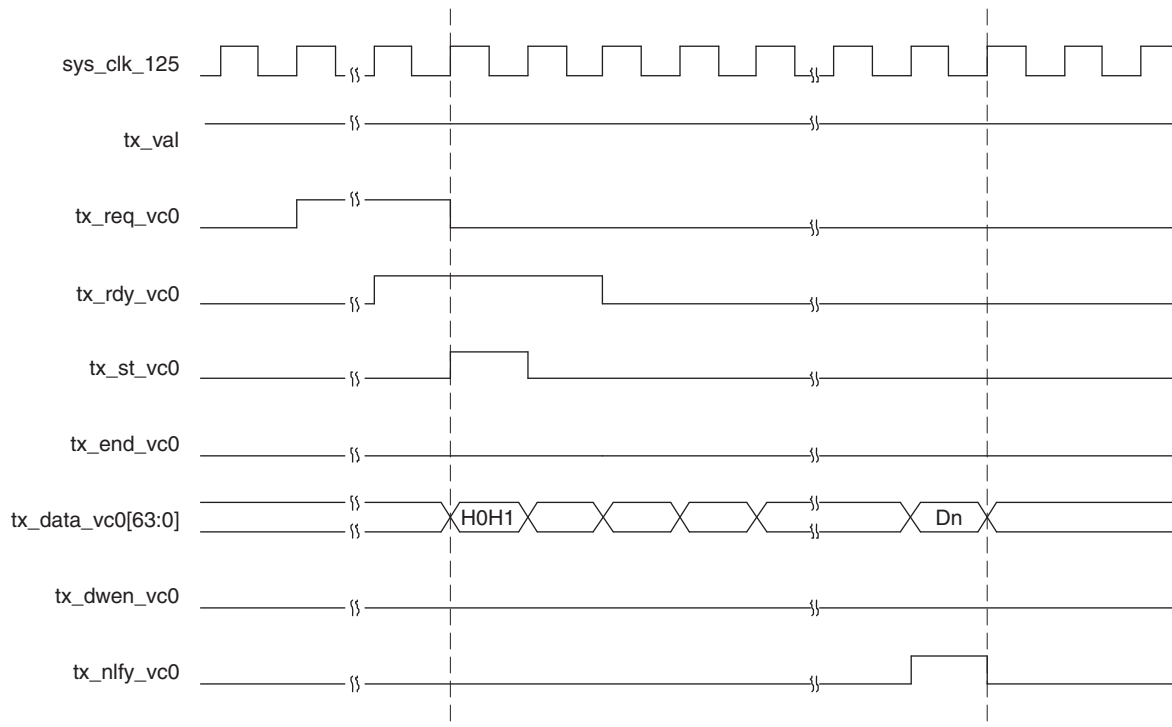 sys_clk_125
tx_val
tx_req_vc0
tx_rdy_vc0
tx_st_vc0
tx_end_vc0
tx_data_vc0[63:0]
H0H1
Dn
tx_dwen_vc0
tx_nlfy_vc0